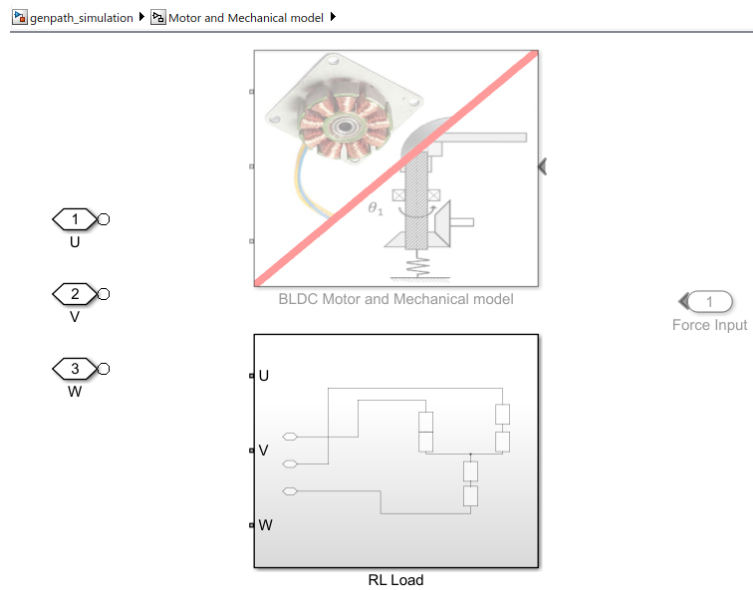 genpath_simulation Motor and Mechanical model
θ1
BLDC Motor and Mechanical model
1
U
2
V
3
W
1
Force Input
U
V
W
RL Load